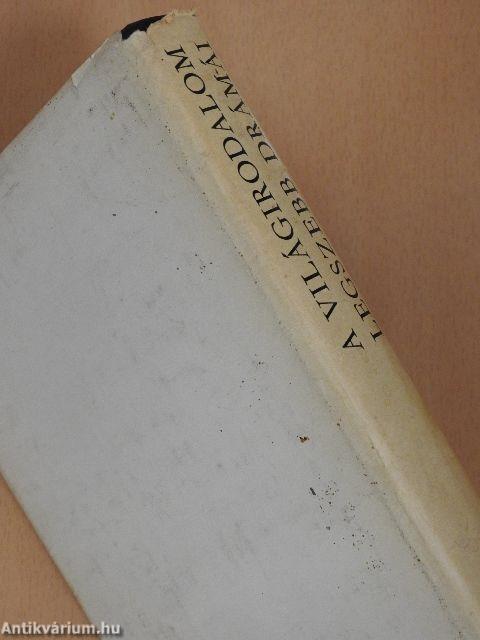 A VILÁGIRODALOM
LEGSZEBB DRÁMÁI
Antikvárium.hu